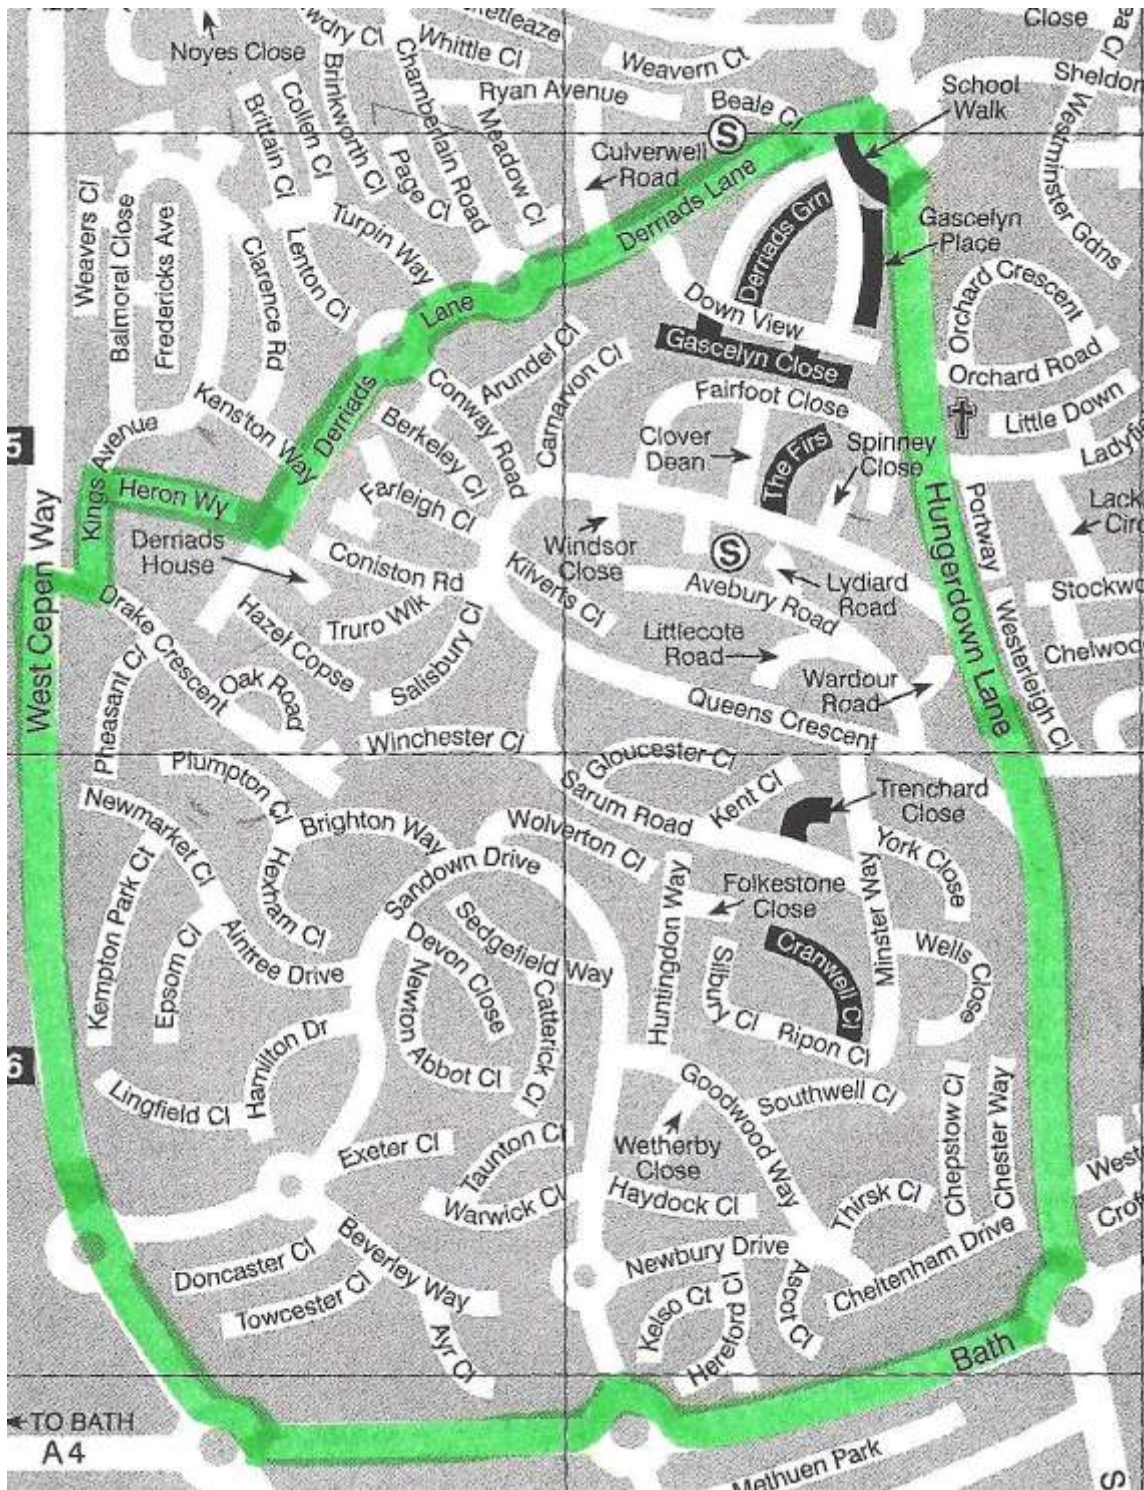 Noyes Close
wdry Cl
Whittle Cl
Close
Weavern Ct
Sheldon
Ryan Avenue
Beale Cl
School
Walk
Brittain Cl
Collen Cl
Brinkworth Cl
Chamberlain Road
Page Cl
Meadow Cl
S
Culverwell
Road
Derriads Lane
Westminster Gdns
Weavers Cl
Balmoral Close
Fredericks Ave
Clarence Rd
Lenton Cl
Turpin Way
Derriads Grn
Gascelyn
Place
Lane
Down View
Orchard Crescent
Gascelyn Close
Orchard Road
Arundel Cl
Carnarvon Cl
Conway Road
Fairfoot Close
Little Down
Kenston Way
Derriads
Berkeley Cl
Clover
Dean
The Firs
Spinney
Close
Kings Avenue
Heron Wy
Farleigh Cl
Hungerdown Lane
Portway
West Cepen Way
Derriads
House
Windsor
Close
S
Coniston Rd
Kilverts Cl
Lydiard
Road
Avebury Road
Drake Crescent
Hazel Copse
Truro Wlk
Salisbury Cl
Littlecote
Road
Wardour
Road
Westerleigh Cl
Pheasant Cl
Oak Road
Queens Crescent
Winchester Cl
Plumpton Cl
Gloucester Cl
Kent Cl
Trenchard
Close
Newmarket Cl
Brighton Way
Sarum Road
Wolverton Cl
York Close
Kempton Park Ct
Hexham Cl
Sandown Drive
Folkestone
Close
Minster Way
Huntingdon Way
Epsom Cl
Aintree Drive
Sedgefield Way
Devon Close
Cranwell Cl
Wells Close
Silbury Cl
Newton Abbot Cl
Catterick Cl
Ripon Cl
6
Hamilton Dr
Lingfield Cl
Goodwood Way
Southwell Cl
Chepstow Cl
Chester Way
Exeter Cl
Taunton Cl
Wetherby
Close
Warwick Cl
Haydock Cl
Thirsk Cl
West
Doncaster Cl
Beverley Way
Newbury Drive
Cheltenham Drive
Towcester Cl
Kelso Ct
Hereford Cl
Ascot Cl
Ayr Cl
Bath
TO BATH
A4
Methuen Park
S